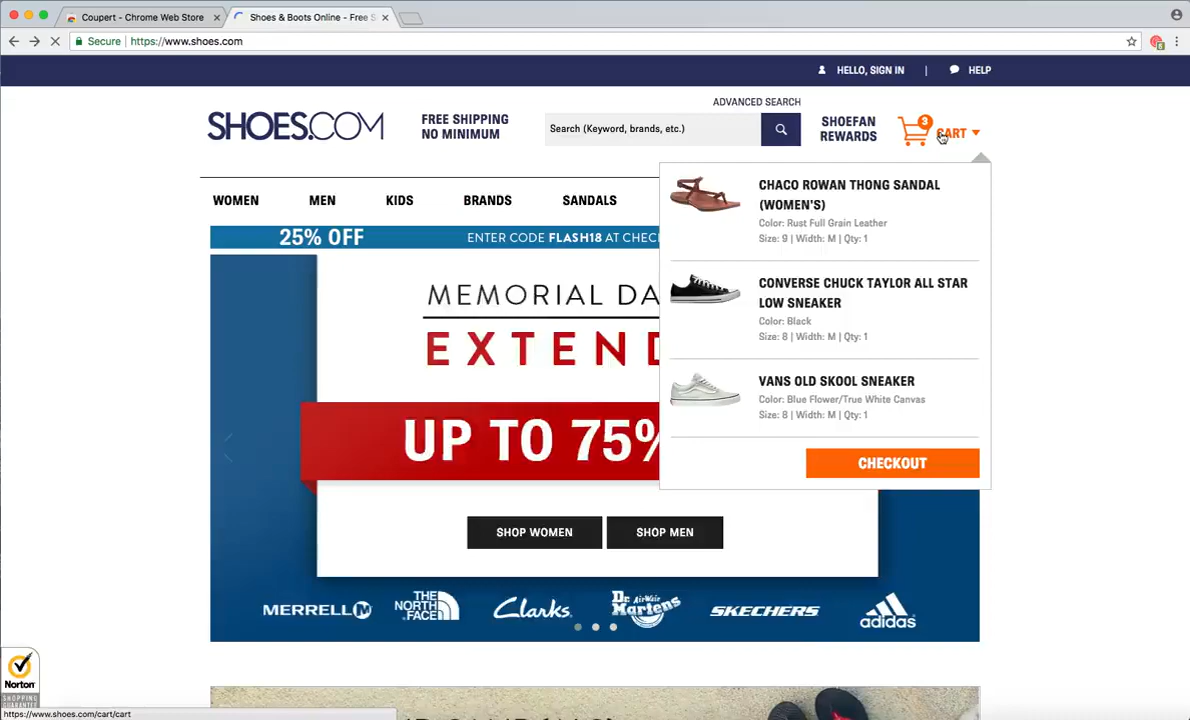 Coupert - Chrome Web Store
Shoes & Boots Online - Free S
Secure
https://www.shoes.com
6
HELLO, SIGN IN | HELP
ADVANCED SEARCH
SHOES.COM
FREE SHIPPING
NO MINIMUM
Search (Keyword, brands, etc.)
SHOEFAN
REWARDS
3
CART
WOMEN
MEN
KIDS
BRANDS
SANDALS
25% OFF
ENTER CODE FLASH18 AT CHEC
MEMORIAL DA
EXTEND
UP TO 75%
SHOP WOMEN
SHOP MEN
MERRELL
THE
NORTH
FACE
Clarks.
Dr.
AirWair
Martens
SKECHERS
adidas
CHACO ROWAN THONG SANDAL
(WOMEN'S)
Color: Rust Full Grain Leather
Size: 9 | Width: M | Qty: 1
CONVERSE CHUCK TAYLOR ALL STAR
LOW SNEAKER
Color: Black
Size: 8 | Width: M | Qty: 1
VANS OLD SKOOL SNEAKER
Color: Blue Flower/True White Canvas
Size: 8 | Width: M | Qty: 1
CHECKOUT
Norton
SHOPPING
GUARANTEE
https://www.shoes.com/cart/cart